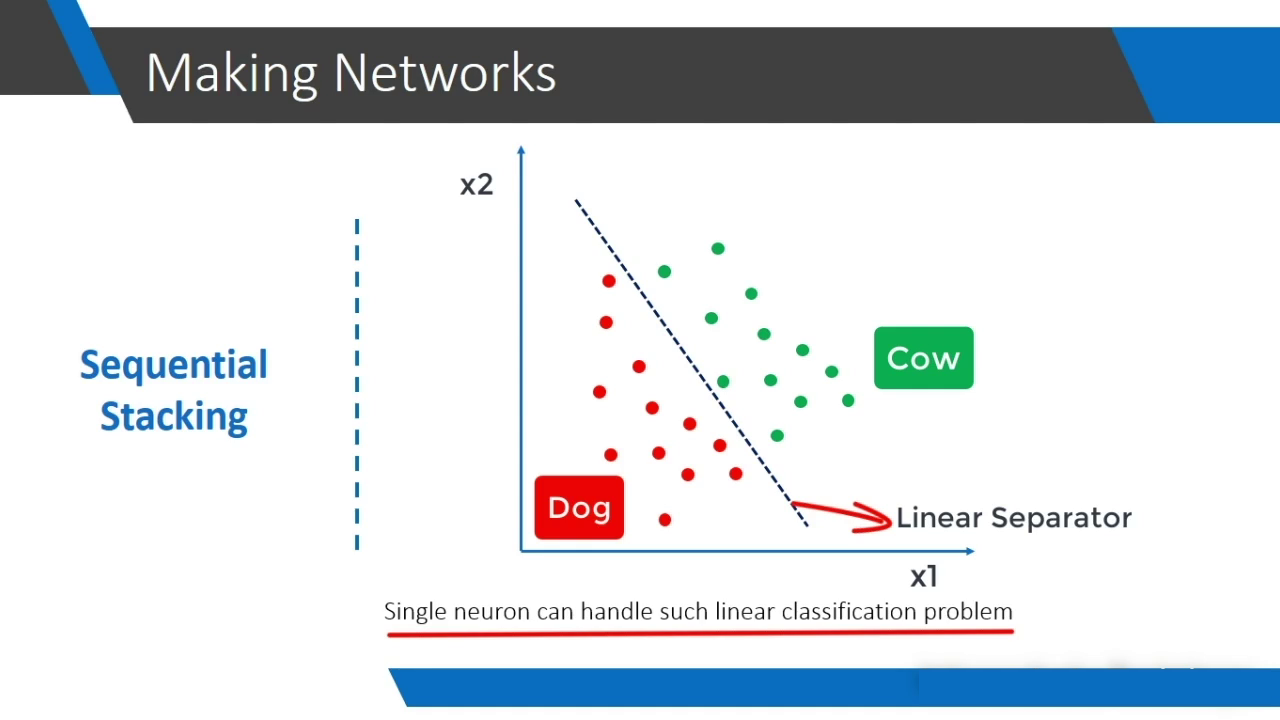 Making Networks
x2
Sequential
Stacking
Cow
Dog
Linear Separator
x1
Single neuron can handle such linear classification problem